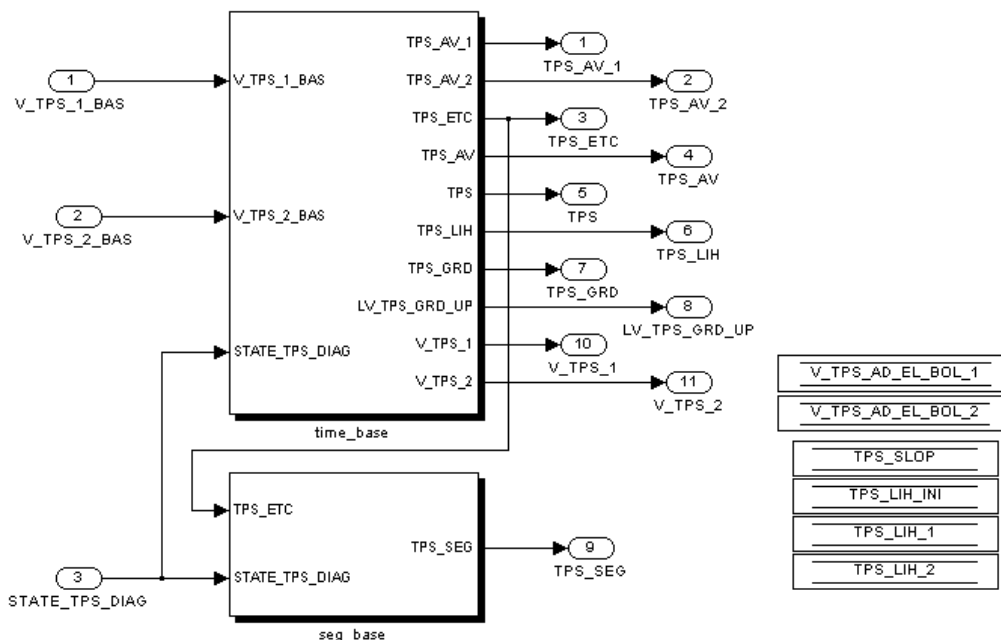 TPS_AV_1
1
TPS_AV_1
1
V_TPS_1_BAS
V_TPS_1_BAS
TPS_AV_2
2
TPS_AV_2
TPS_ETC
3
TPS_ETC
TPS_AV
4
TPS_AV
TPS
5
TPS
2
V_TPS_2_BAS
V_TPS_2_BAS
TPS_LIH
6
TPS_LIH
TPS_GRD
7
TPS_GRD
LV_TPS_GRD_UP
8
LV_TPS_GRD_UP
V_TPS_1
10
V_TPS_1
STATE_TPS_DIAG
V_TPS_2
11
V_TPS_2
time_base
V_TPS_AD_EL_BOL_1
V_TPS_AD_EL_BOL_2
TPS_SLOP
TPS_LIH_INI
TPS_LIH_1
TPS_LIH_2
TPS_ETC
TPS_SEG
9
TPS_SEG
3
STATE_TPS_DIAG
STATE_TPS_DIAG
seg_base